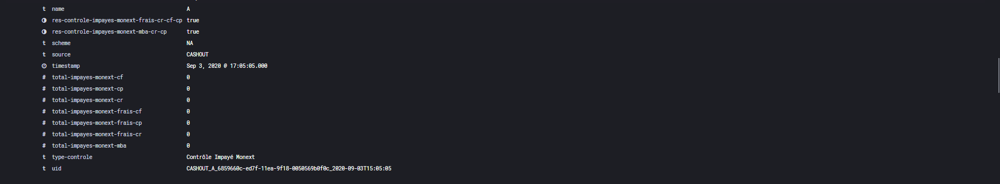 t name A
res-controle-impayes-monext-frais-cr-cf-cp true
res-controle-impayes-monext-mba-cr-cp true
t scheme NA
t source CASHOUT
timestamp Sep 3, 2020 @ 17:05:05.000
# total-impayes-monext-cf 0
# total-impayes-monext-cp 0
# total-impayes-monext-cr 0
# total-impayes-monext-frais-cf 0
# total-impayes-monext-frais-cp 0
# total-impayes-monext-frais-cr 0
# total-impayes-monext-mba 0
t type-controle Contrôle Impayé Monext
t uid CASHOUT_A_6859660c-ed7f-11ea-9f18-0050569b0f0c_2020-09-03T15:05:05